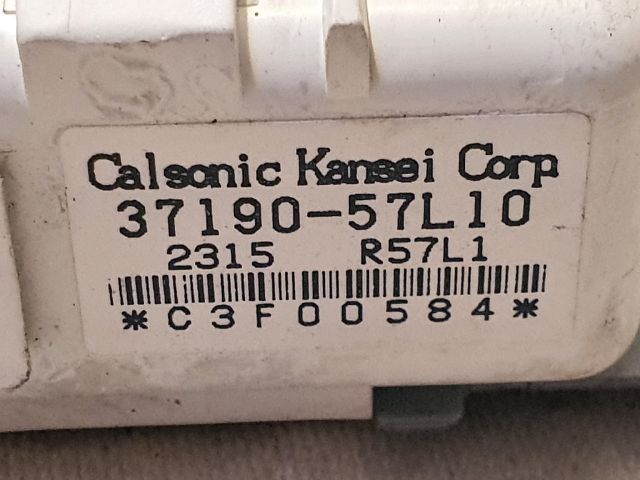 Calsonic Kansei Corp.
37190-57L10
2315 R57L1
*C3F00584*